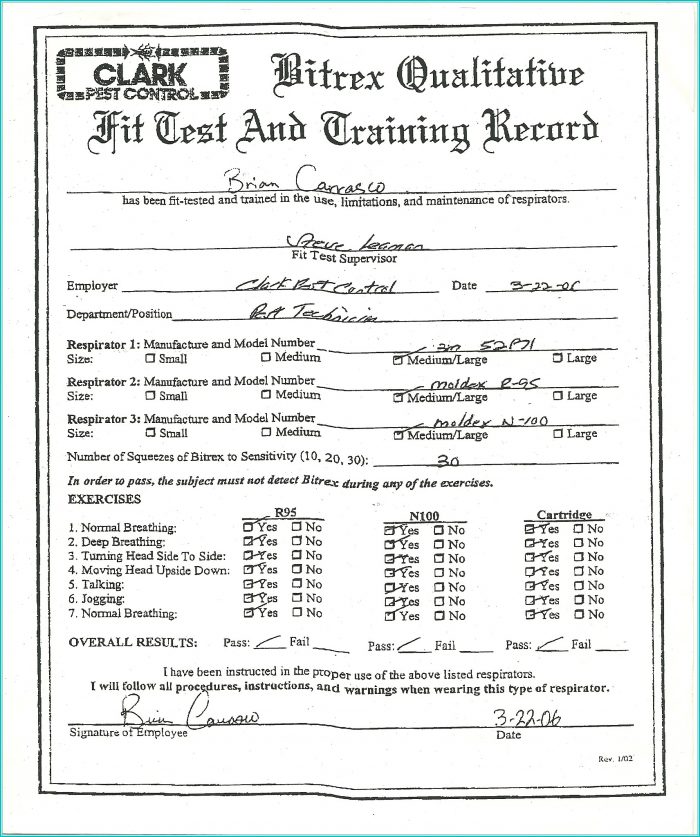 CLARK
PEST CONTROL
Bitrex Qualitative
Fit Test And Training Record
Brian Carrasco
has been fit-tested and trained in the use, limitations, and maintenance of respirators.
Steve Leaman
Fit Test Supervisor
Employer Clark Pest Control Date 3-22-06
Department/Position Pest Technician
Respirator 1: Manufacture and Model Number 3m 52P71
Size: Small Medium Medium/Large Large
Respirator 2: Manufacture and Model Number moldex R-95
Size: Small Medium Medium/Large Large
Respirator 3: Manufacture and Model Number moldex N-100
Size: Small Medium Medium/Large Large
Number of Squeezes of Bitrex to Sensitivity (10, 20, 30): 30
In order to pass, the subject must not detect Bitrex during any of the exercises.
EXERCISES
R95 N100 Cartridge
1. Normal Breathing: Yes No Yes No Yes No
2. Deep Breathing: Yes No Yes No Yes No
3. Turning Head Side To Side: Yes No Yes No Yes No
4. Moving Head Upside Down: Yes No Yes No Yes No
5. Talking: Yes No Yes No Yes No
6. Jogging: Yes No Yes No Yes No
7. Normal Breathing: Yes No Yes No Yes No
OVERALL RESULTS: Pass: Fail Pass: Fail Pass: Fail
I have been instructed in the proper use of the above listed respirators.
I will follow all procedures, instructions, and warnings when wearing this type of respirator.
Brian Carrasco 3-22-06
Signature of Employee Date
Rev. 1/02